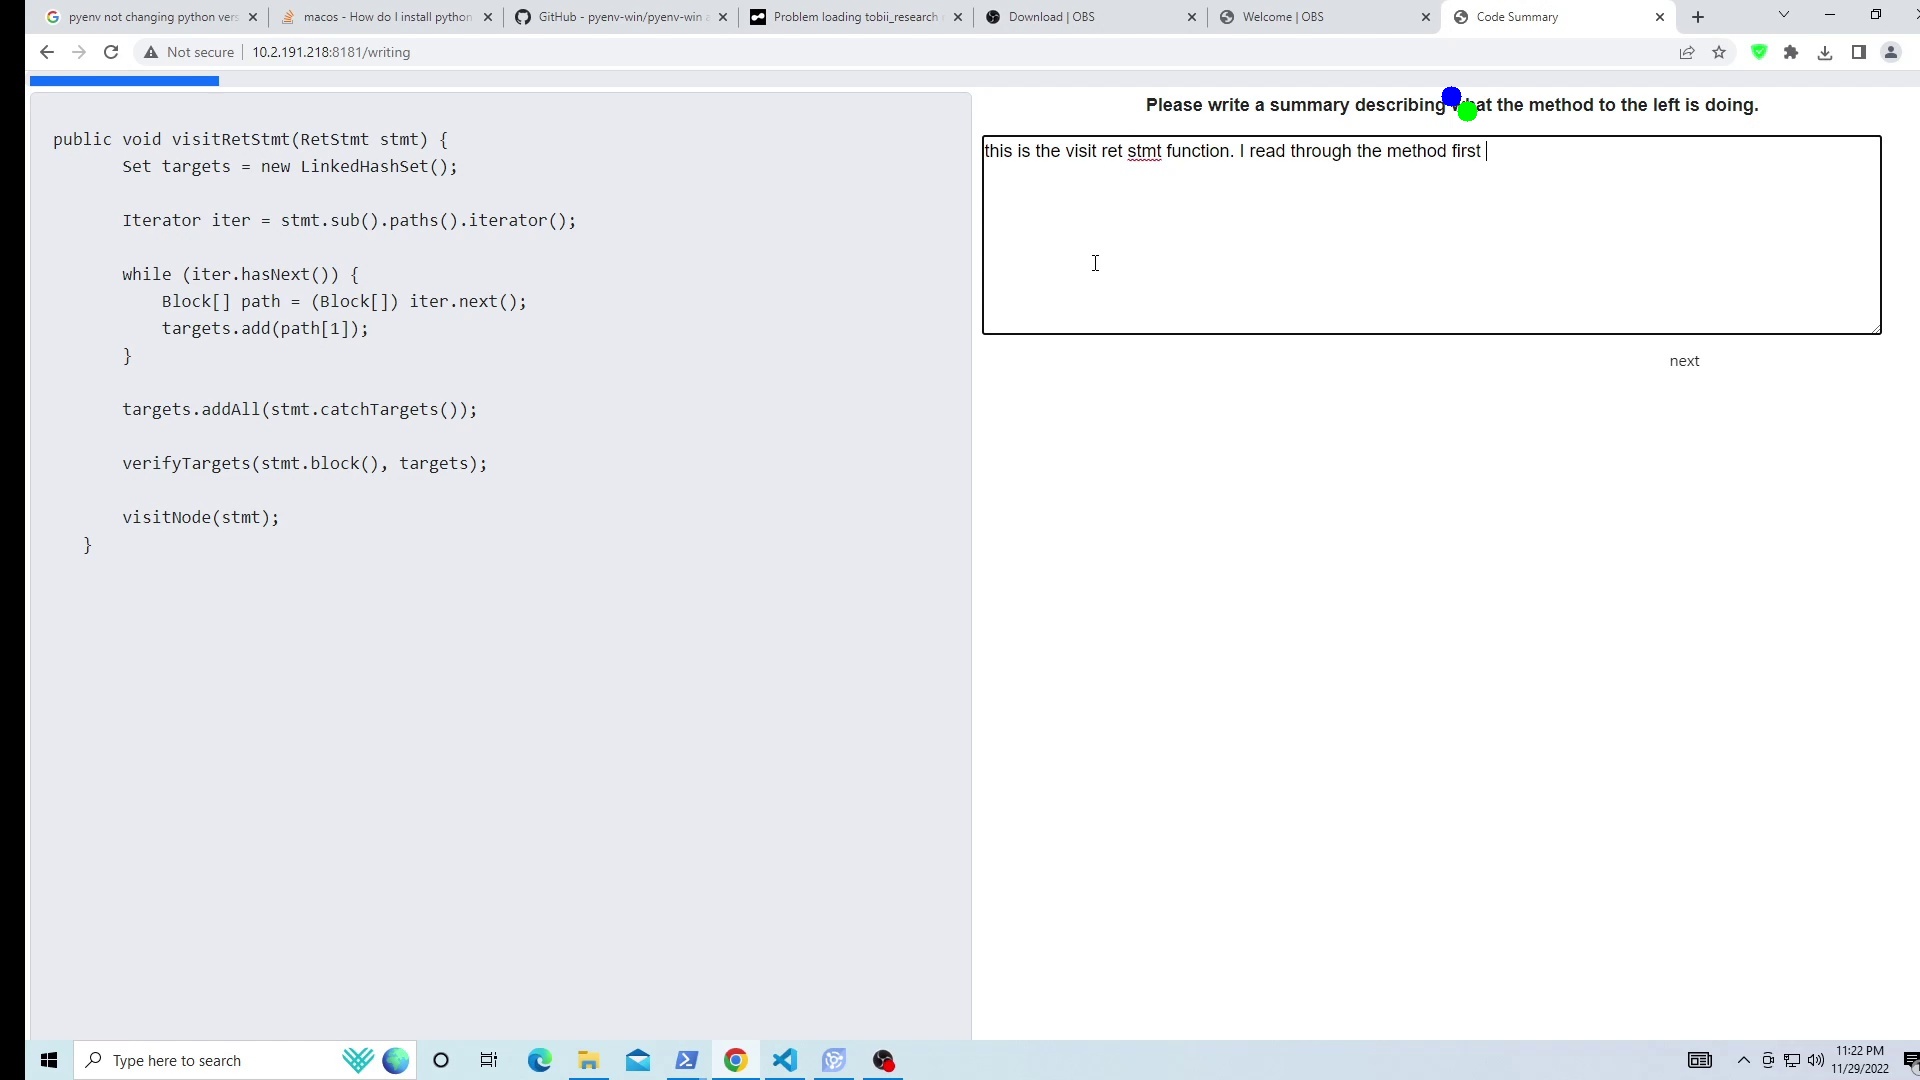 pyenv not changing python vers
macos - How do I install python
GitHub - pyenv-win/pyenv-win
Problem loading tobii_research
Download | OBS
Welcome | OBS
Code Summary
Not secure
10.2.191.218:8181/writing
public void visitRetStmt(RetStmt stmt) {
Set targets = new LinkedHashSet();
Iterator iter = stmt.sub().paths().iterator();
while (iter.hasNext()) {
Block[] path = (Block[]) iter.next();
targets.add(path[1]);
}
targets.addAll(stmt.catchTargets());
verifyTargets(stmt.block(), targets);
visitNode(stmt);
}
Please write a summary describing what the method to the left is doing.
this is the visit ret stmt function. I read through the method first
next
Type here to search
11:22 PM
11/29/2022